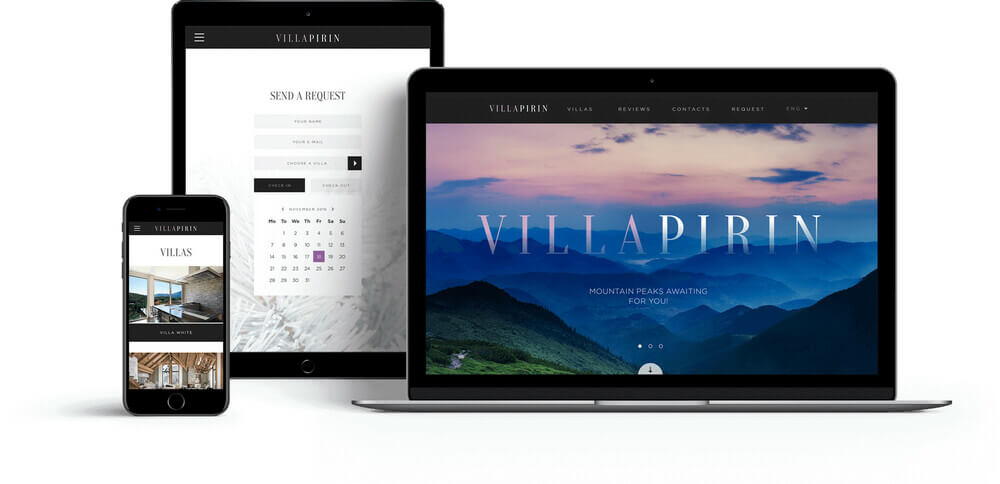 VILLAPIRIN
SEND A REQUEST
YOUR NAME
YOUR E-MAIL
CHOOSE A VILLA
CHECK-IN CHECK-OUT
NOVEMBER 2016
Mo Tu We Th Fr Sa Su
1 2 3 4 5 6
7 8 9 10 11 12 13
14 15 16 17 18 19 20
21 22 23 24 25 26 27
28 29 30 31
VILLAPIRIN
VILLAS
VILLA WHITE
VILLAPIRIN VILLAS REVIEWS CONTACTS REQUEST ENG
VILLAPIRIN
MOUNTAIN PEAKS AWAITING
FOR YOU!